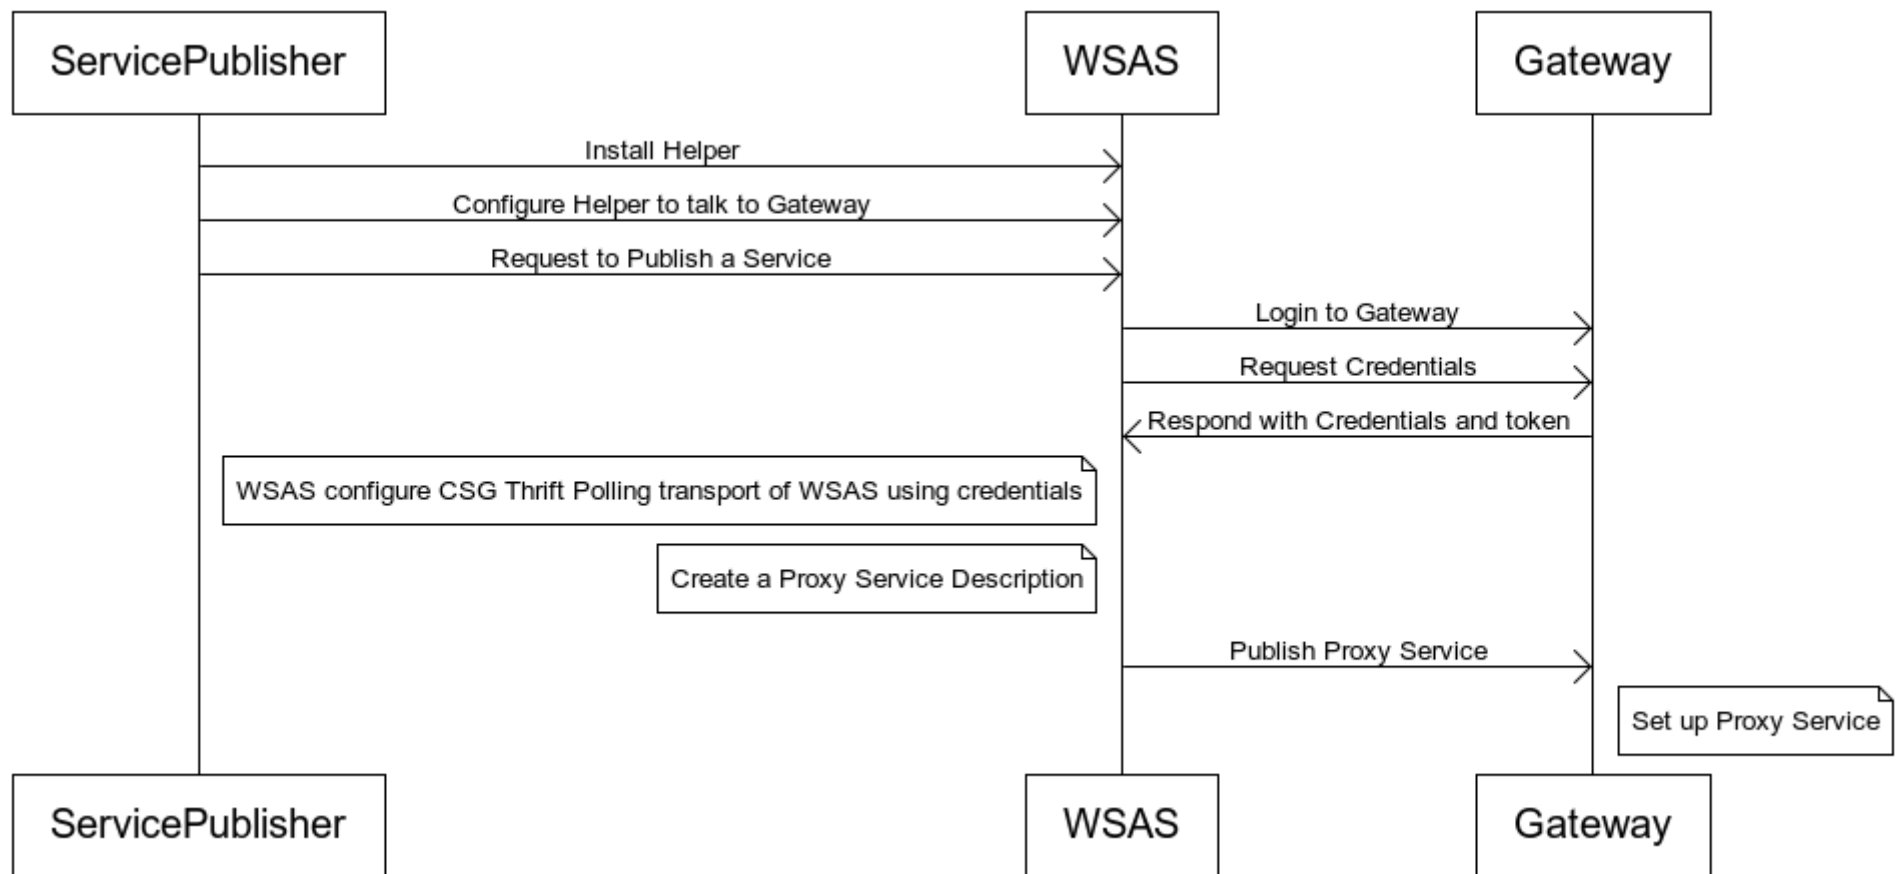 ServicePublisher
WSAS
Gateway
Install Helper
Configure Helper to talk to Gateway
Request to Publish a Service
Login to Gateway
Request Credentials
Respond with Credentials and token
WSAS configure CSG Thrift Polling transport of WSAS using credentials
Create a Proxy Service Description
Publish Proxy Service
Set up Proxy Service
ServicePublisher
WSAS
Gateway